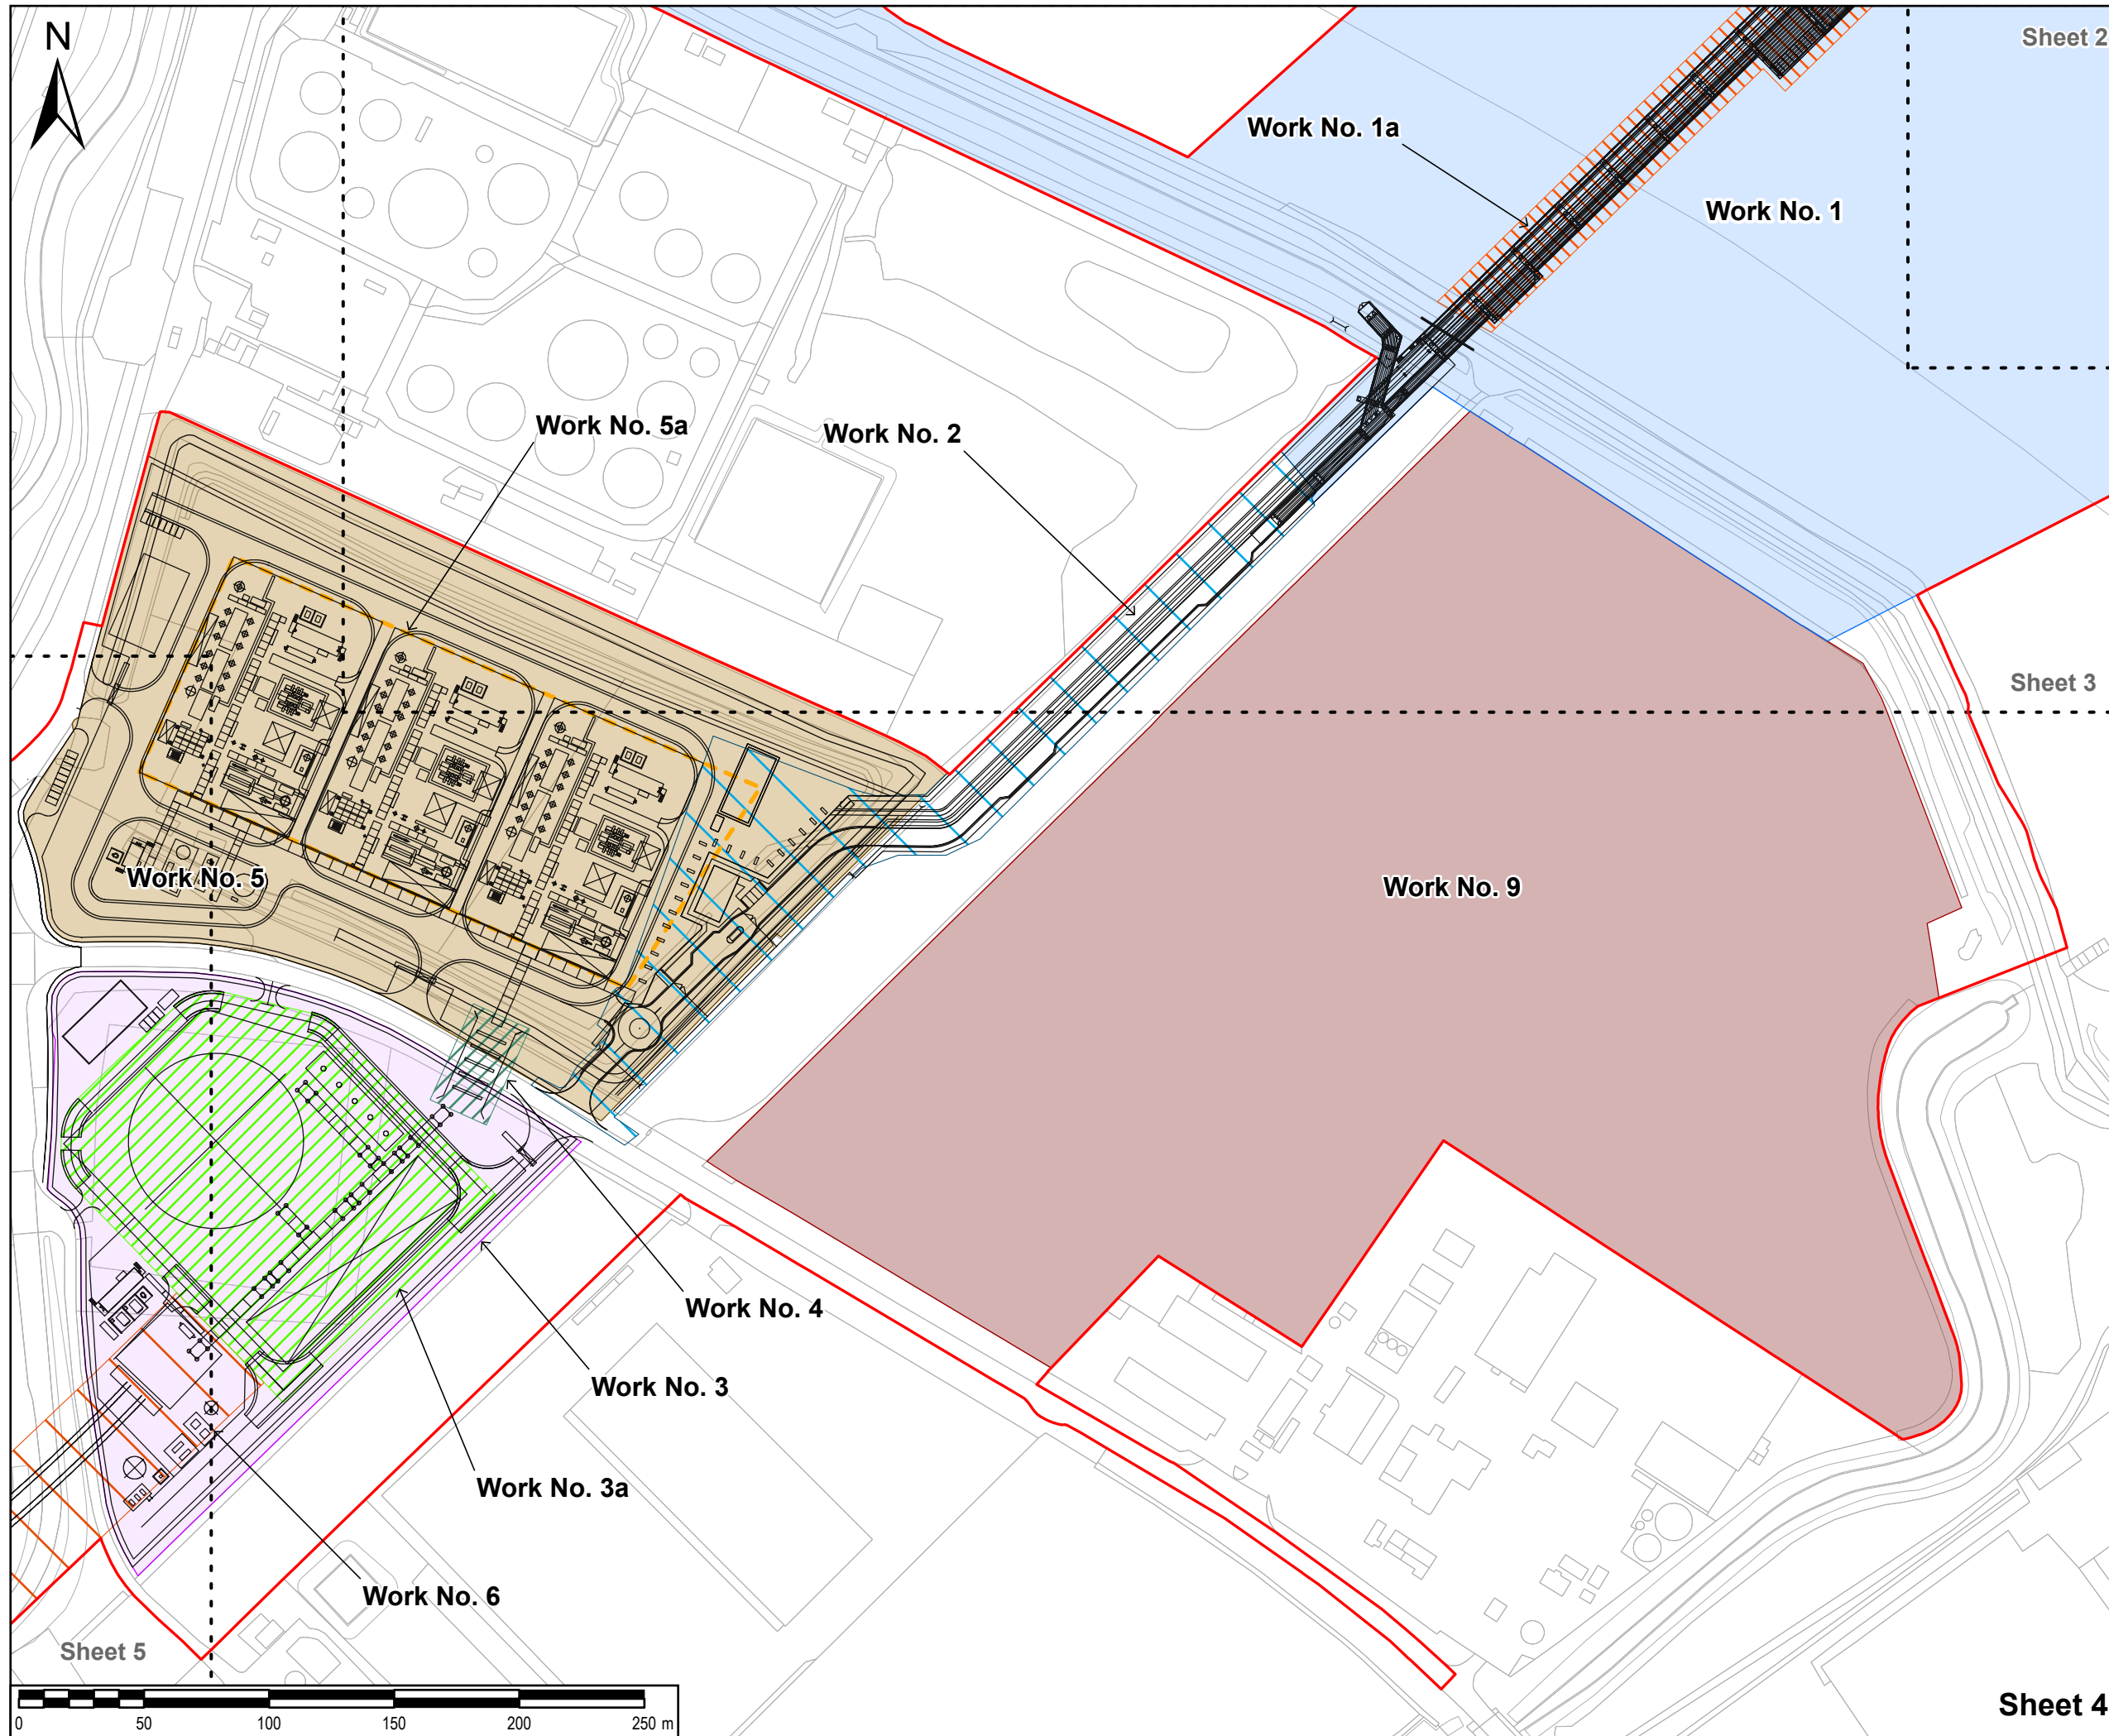 N
Sheet 2
Work No. 1a
Work No. 1
Work No. 5a
Work No. 2
Sheet 3
Work No. 5
Work No. 9
Work No. 4
Work No. 3
Work No. 3a
Work No. 6
Sheet 5
Sheet 4
0 50 100 150 200 250 m